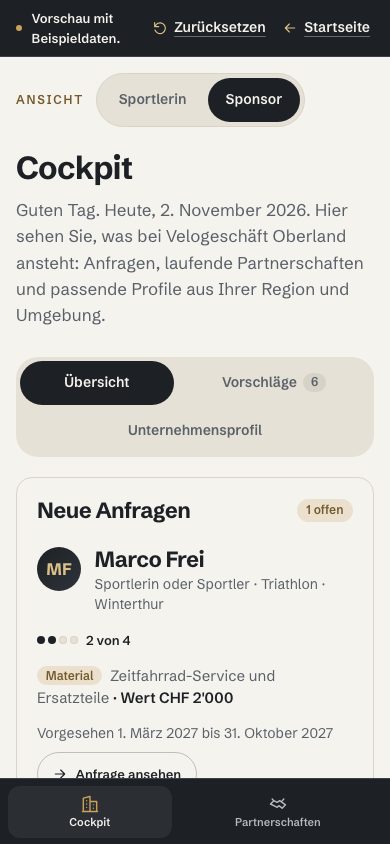 Vorschau mit
Beispieldaten.
Zurücksetzen
Startseite
ANSICHT
Sportlerin
Sponsor
Cockpit
Guten Tag. Heute, 2. November 2026. Hier
sehen Sie, was bei Velogeschäft Oberland
ansteht: Anfragen, laufende Partnerschaften
und passende Profile aus Ihrer Region und
Umgebung.
Übersicht
Vorschläge 6
Unternehmensprofil
Neue Anfragen
1 offen
MF
Marco Frei
Sportlerin oder Sportler · Triathlon ·
Winterthur
2 von 4
Material Zeitfahrrad-Service und
Ersatzteile · Wert CHF 2'000
Vorgesehen 1. März 2027 bis 31. Oktober 2027
Anfrage ansehen
Cockpit
Partnerschaften